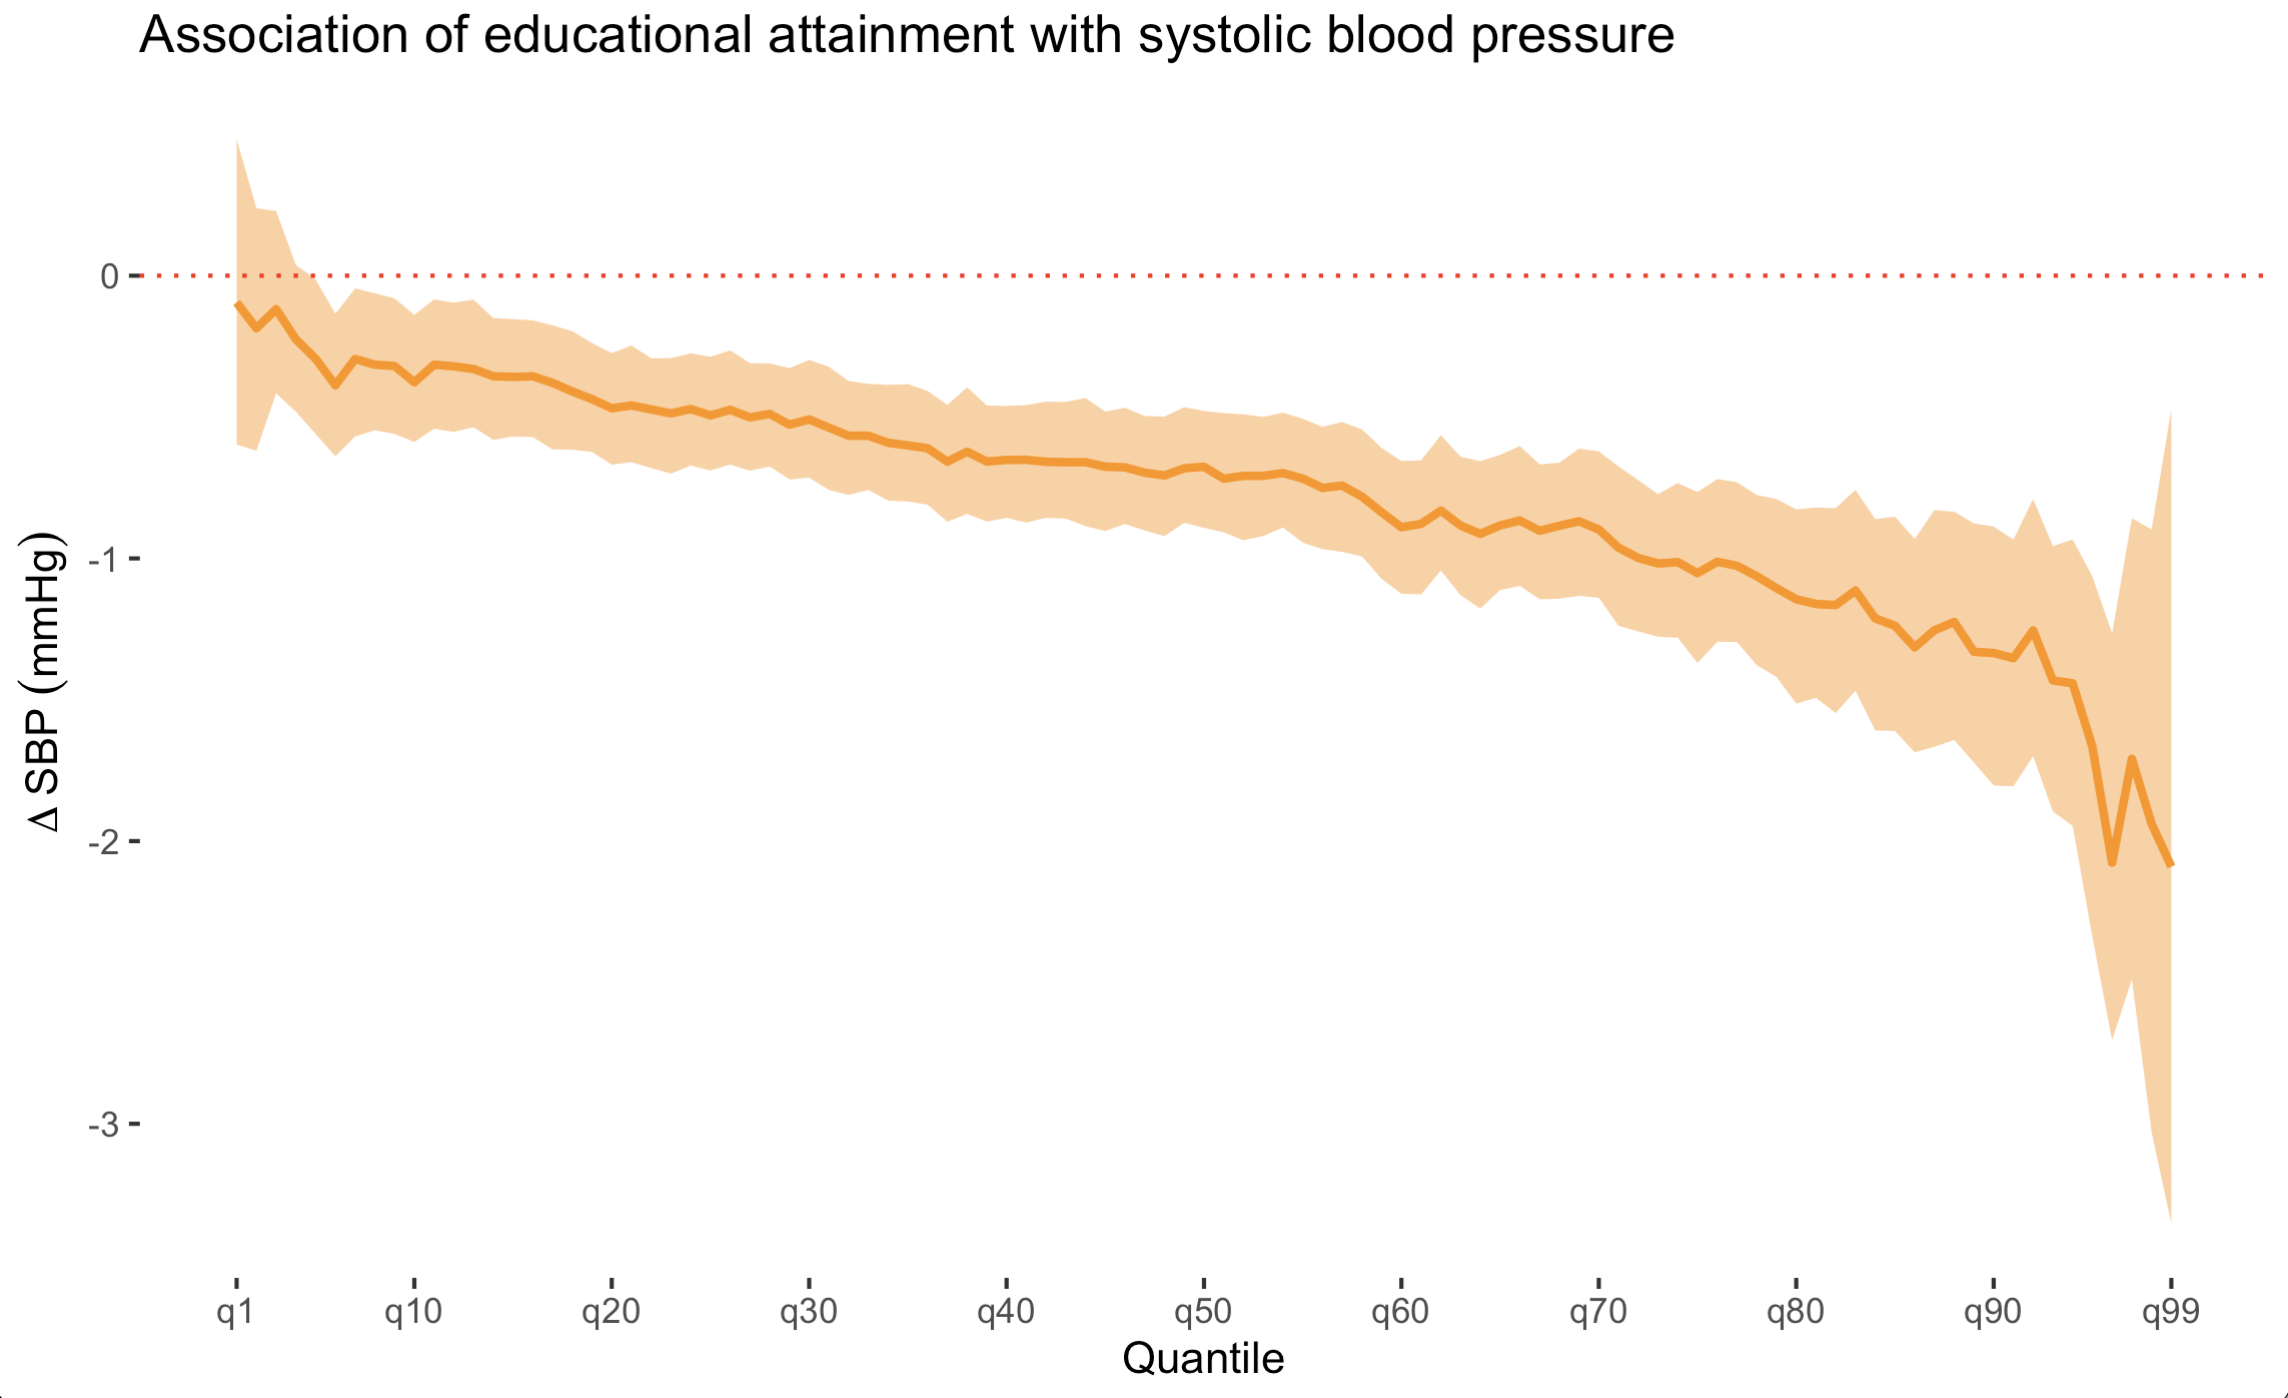 Association of educational attainment with systolic blood pressure
Δ SBP (mmHg)
0
-1
-2
-3
q1 q10 q20 q30 q40 q50 q60 q70 q80 q90 q99
Quantile